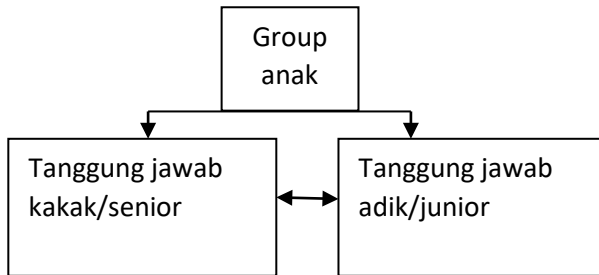 Group
anak
Tanggung jawab
kakak/senior
Tanggung jawab
adik/junior